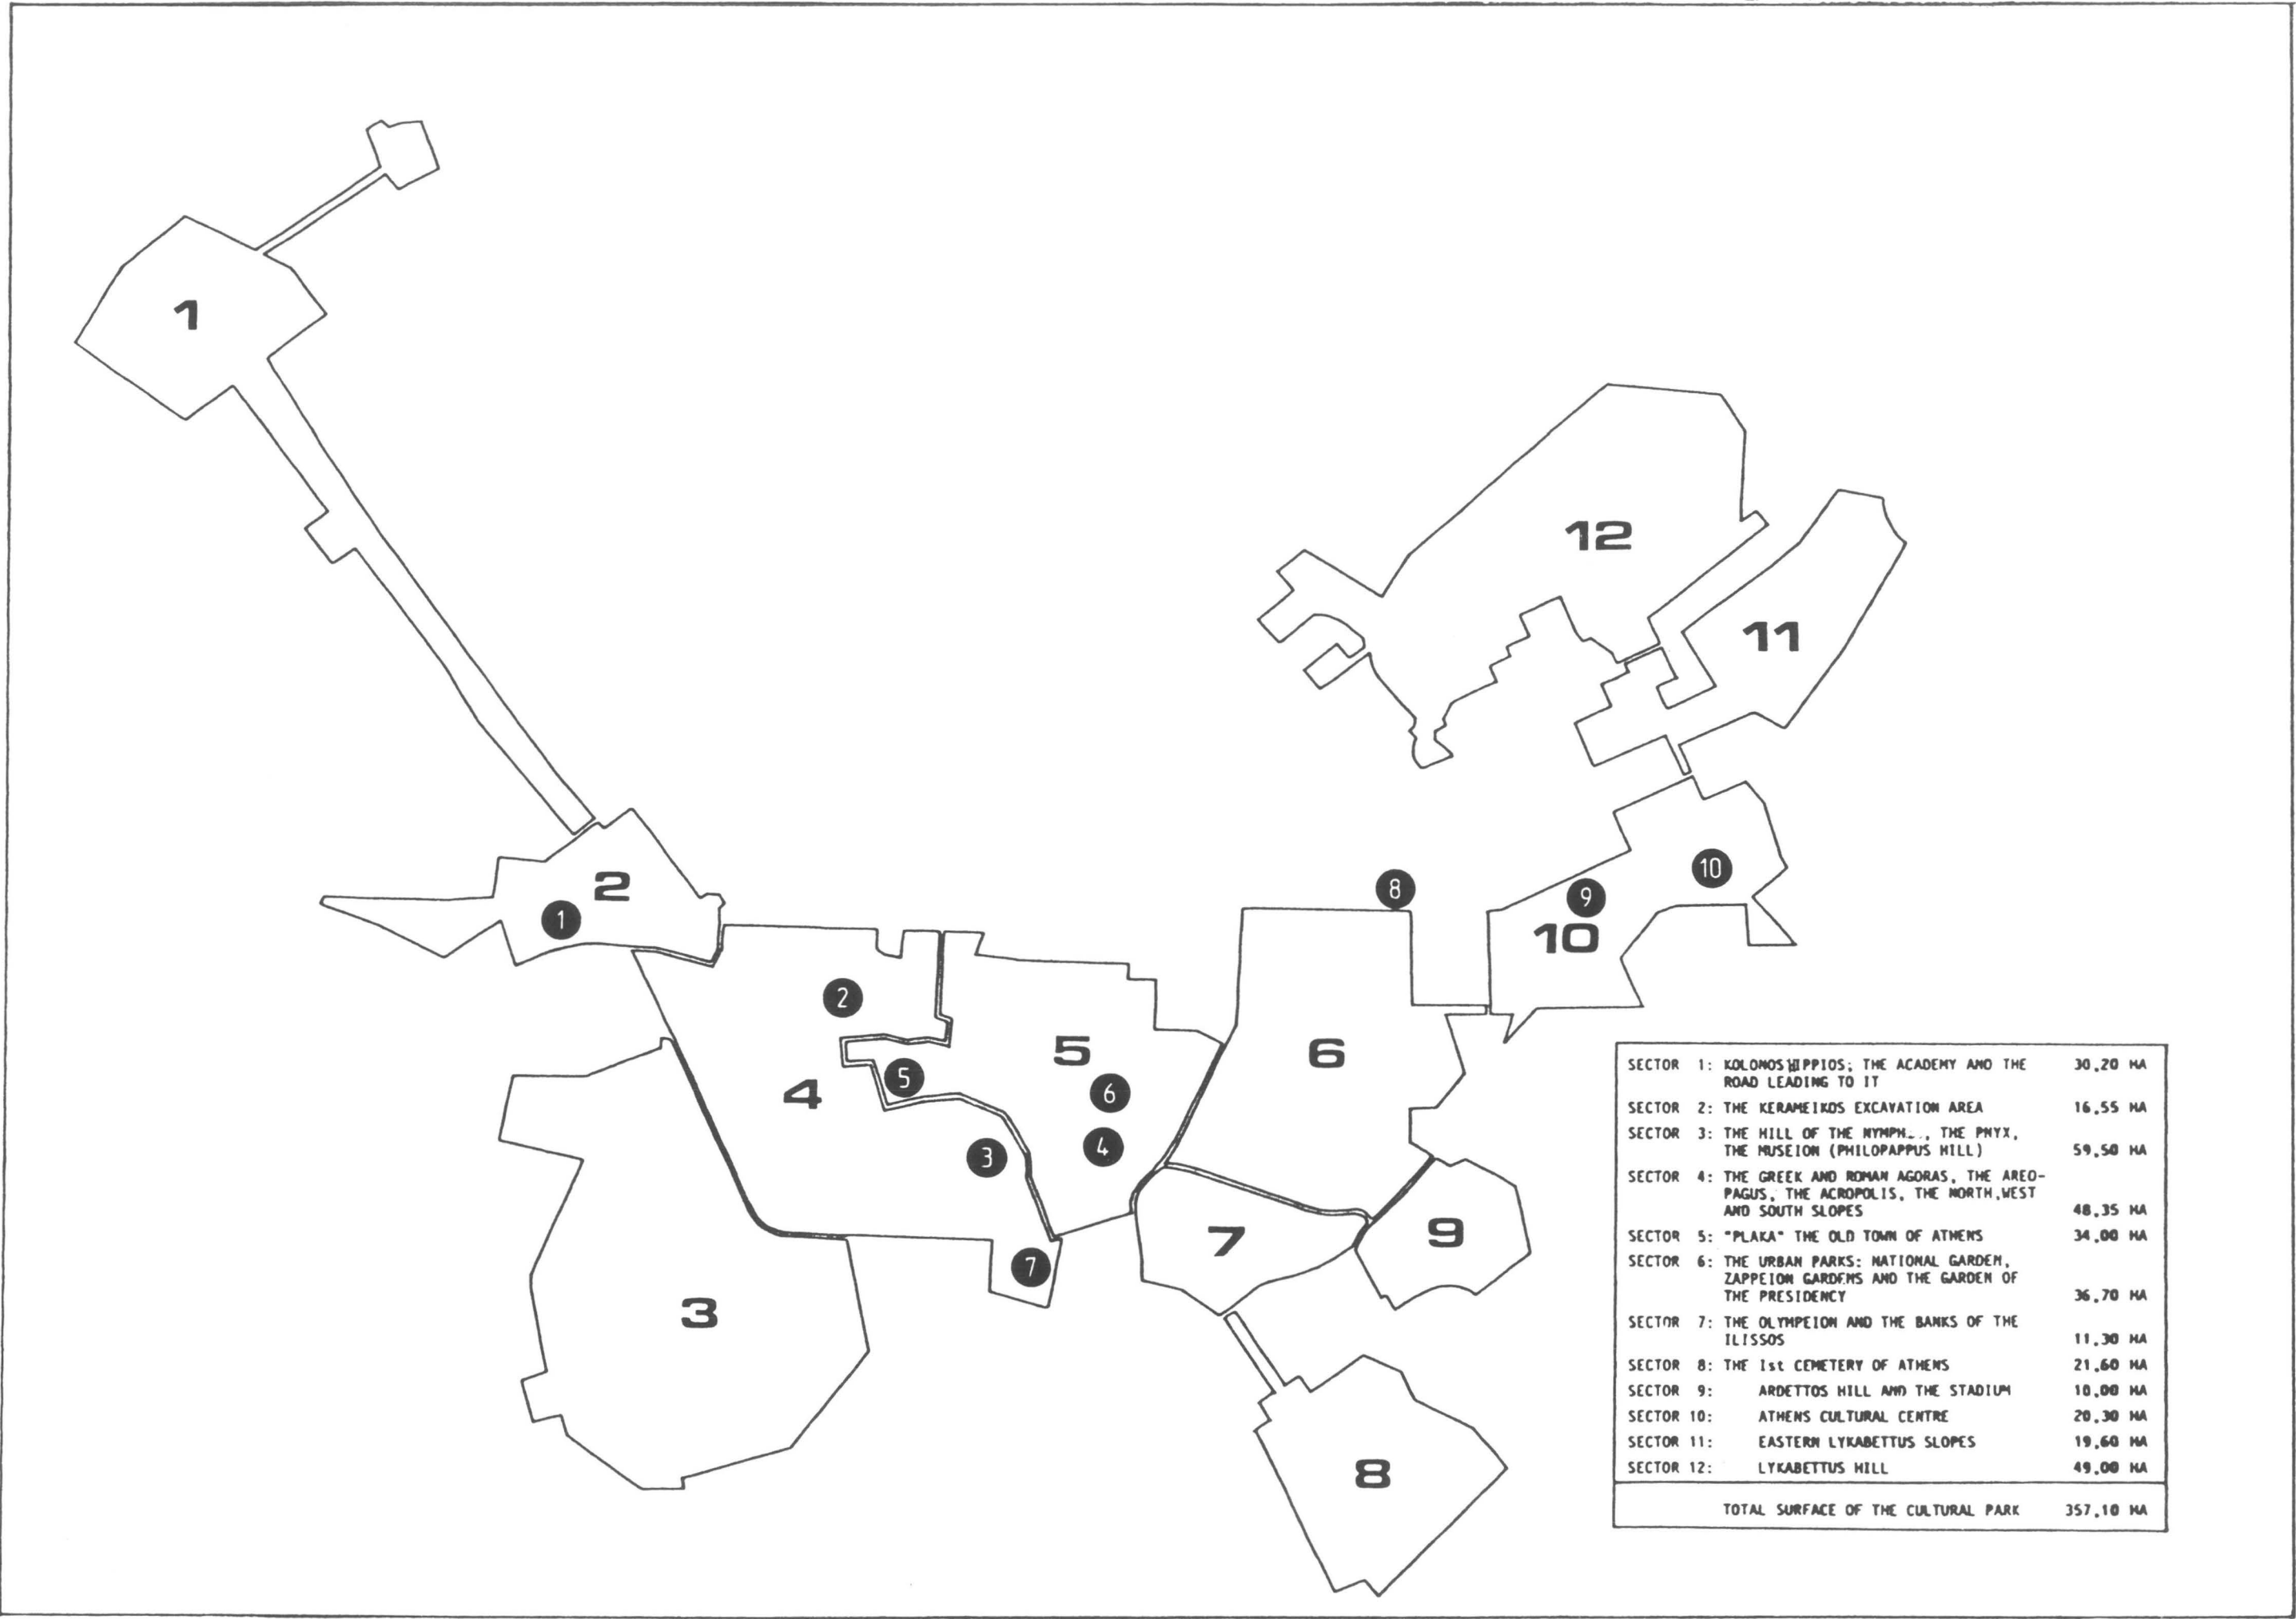 1
12
11
2
1
8
10
9
10
2
5
6
5
6
4
4
3
7
9
7
3
8
SECTOR 1: THE ACADEMY AND THE 30,20 HA
ROAD LEADING TO IT
SECTOR 2: THE KERAMEIKOS EXCAVATION AREA 16,55 HA
SECTOR 3: THE HILL OF THE THE PNYX,
THE MUSEION (PHILOPAPPUS HILL) 59,50 HA
SECTOR 4: THE GREEK AND ROMAN AGORAS, THE AREO-
PAGUS, THE ACROPOLIS, THE NORTH,WEST
AND SOUTH SLOPES 48,35 HA
SECTOR 5: "PLAKA" THE OLD TOWN OF ATHENS 34,00 HA
SECTOR 6: THE URBAN PARKS: NATIONAL GARDEN,
ZAPPEION GARDENS AND THE GARDEN OF
THE PRESIDENCY 36,70 HA
SECTOR 7: THE OLYMPEION AND THE BANKS OF THE
ILISSOS 11,30 HA
SECTOR 8: THE 1st CEMETERY OF ATHENS 21,60 HA
SECTOR 9: ARDETTOS HILL AND THE STADIUM 10,00 HA
SECTOR 10: ATHENS CULTURAL CENTRE 20,30 HA
SECTOR 11: EASTERN LYKABETTUS SLOPES 19,60 HA
SECTOR 12: LYKABETTUS HILL 49,00 HA
TOTAL SURFACE OF THE CULTURAL PARK 357,10 HA